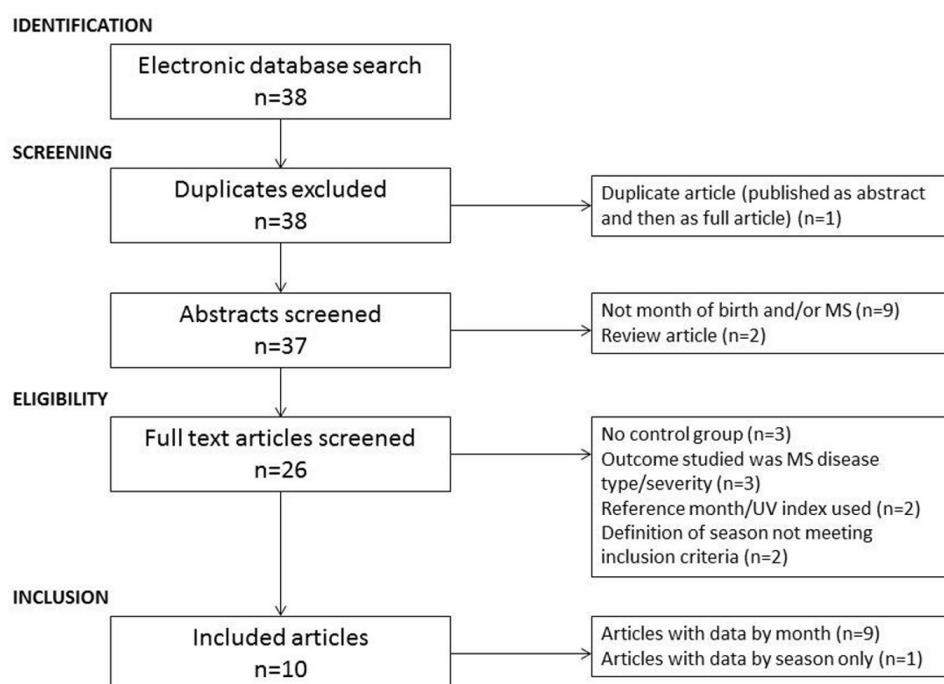 IDENTIFICATION
Electronic database search
n=38
SCREENING
Duplicates excluded
n=38
Duplicate article (published as abstract
and then as full article) (n=1)
Abstracts screened
n=37
Not month of birth and/or MS (n=9)
Review article (n=2)
ELIGIBILITY
Full text articles screened
n=26
No control group (n=3)
Outcome studied was MS disease
type/severity (n=3)
Reference month/UV index used (n=2)
Definition of season not meeting
inclusion criteria (n=2)
INCLUSION
Included articles
n=10
Articles with data by month (n=9)
Articles with data by season only (n=1)